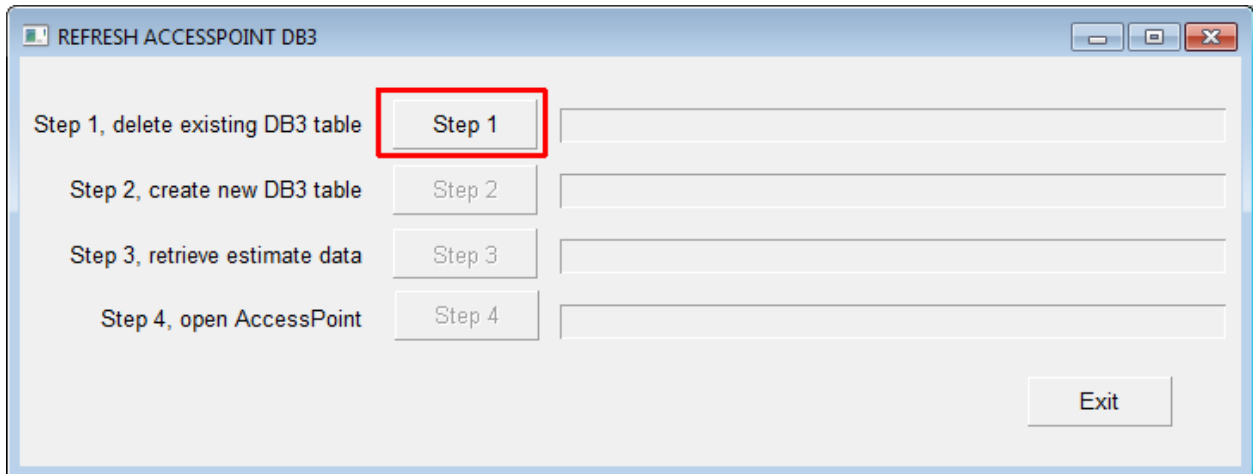 REFRESH ACCESSPOINT DB3
Step 1, delete existing DB3 table Step 1
Step 2, create new DB3 table Step 2
Step 3, retrieve estimate data Step 3
Step 4, open AccessPoint Step 4
Exit